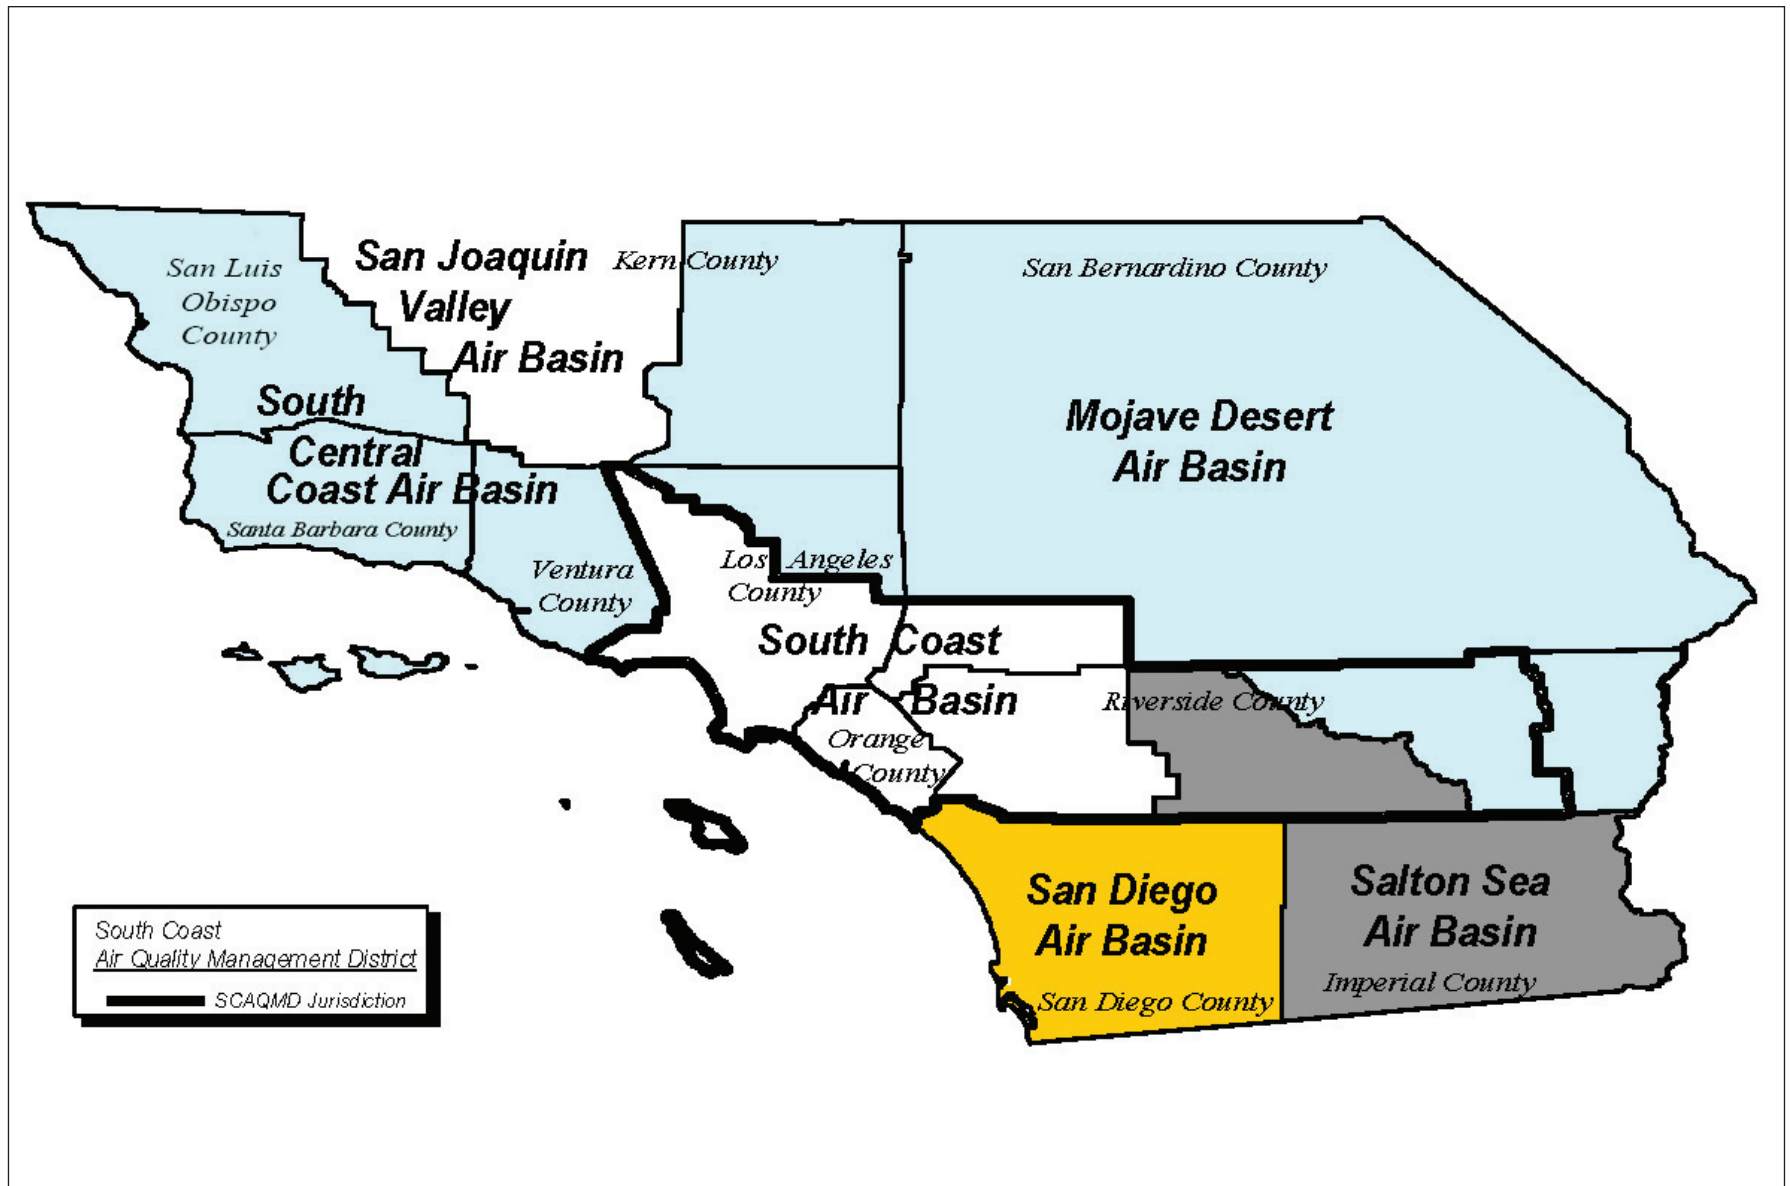 San Luis
Obispo
County
San Joaquin
Valley
Air Basin
Kern County
San Bernardino County
South
Central
Coast Air Basin
Santa Barbara County
Mojave Desert
Air Basin
Ventura
County
Los Angeles
County
South Coast
Air Basin
Riverside County
Orange
County
San Diego
Air Basin
San Diego County
Salton Sea
Air Basin
Imperial County
South Coast
Air Quality Management District
SCAQMD Jurisdiction